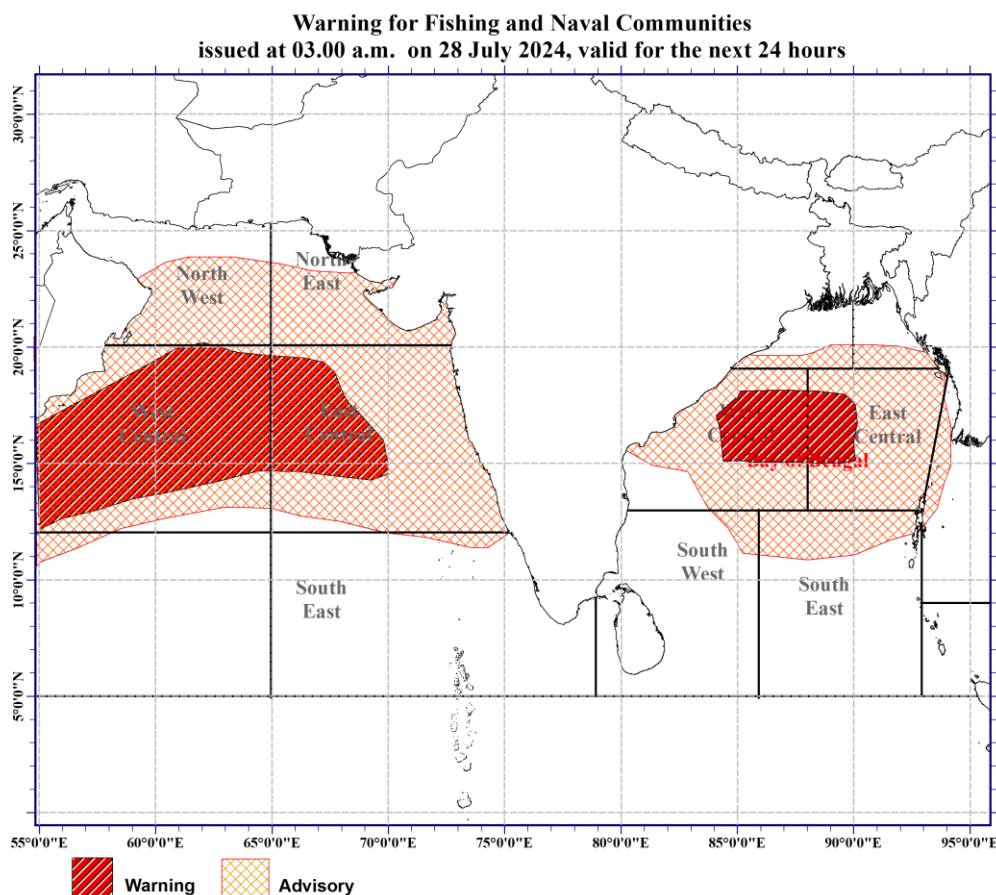 Warning for Fishing and Naval Communities
issued at 03.00 a.m. on 28 July 2024, valid for the next 24 hours
30°0'0"N
25°0'0"N
20°0'0"N
15°0'0"N
10°0'0"N
5°0'0"N
North
West
North
East
West
Central
East
Central
East
Central
Bay of Bengal
South
West
South
East
South
East
55°0'0"E
60°0'0"E
65°0'0"E
70°0'0"E
75°0'0"E
80°0'0"E
85°0'0"E
90°0'0"E
95°0'0"E
Warning
Advisory